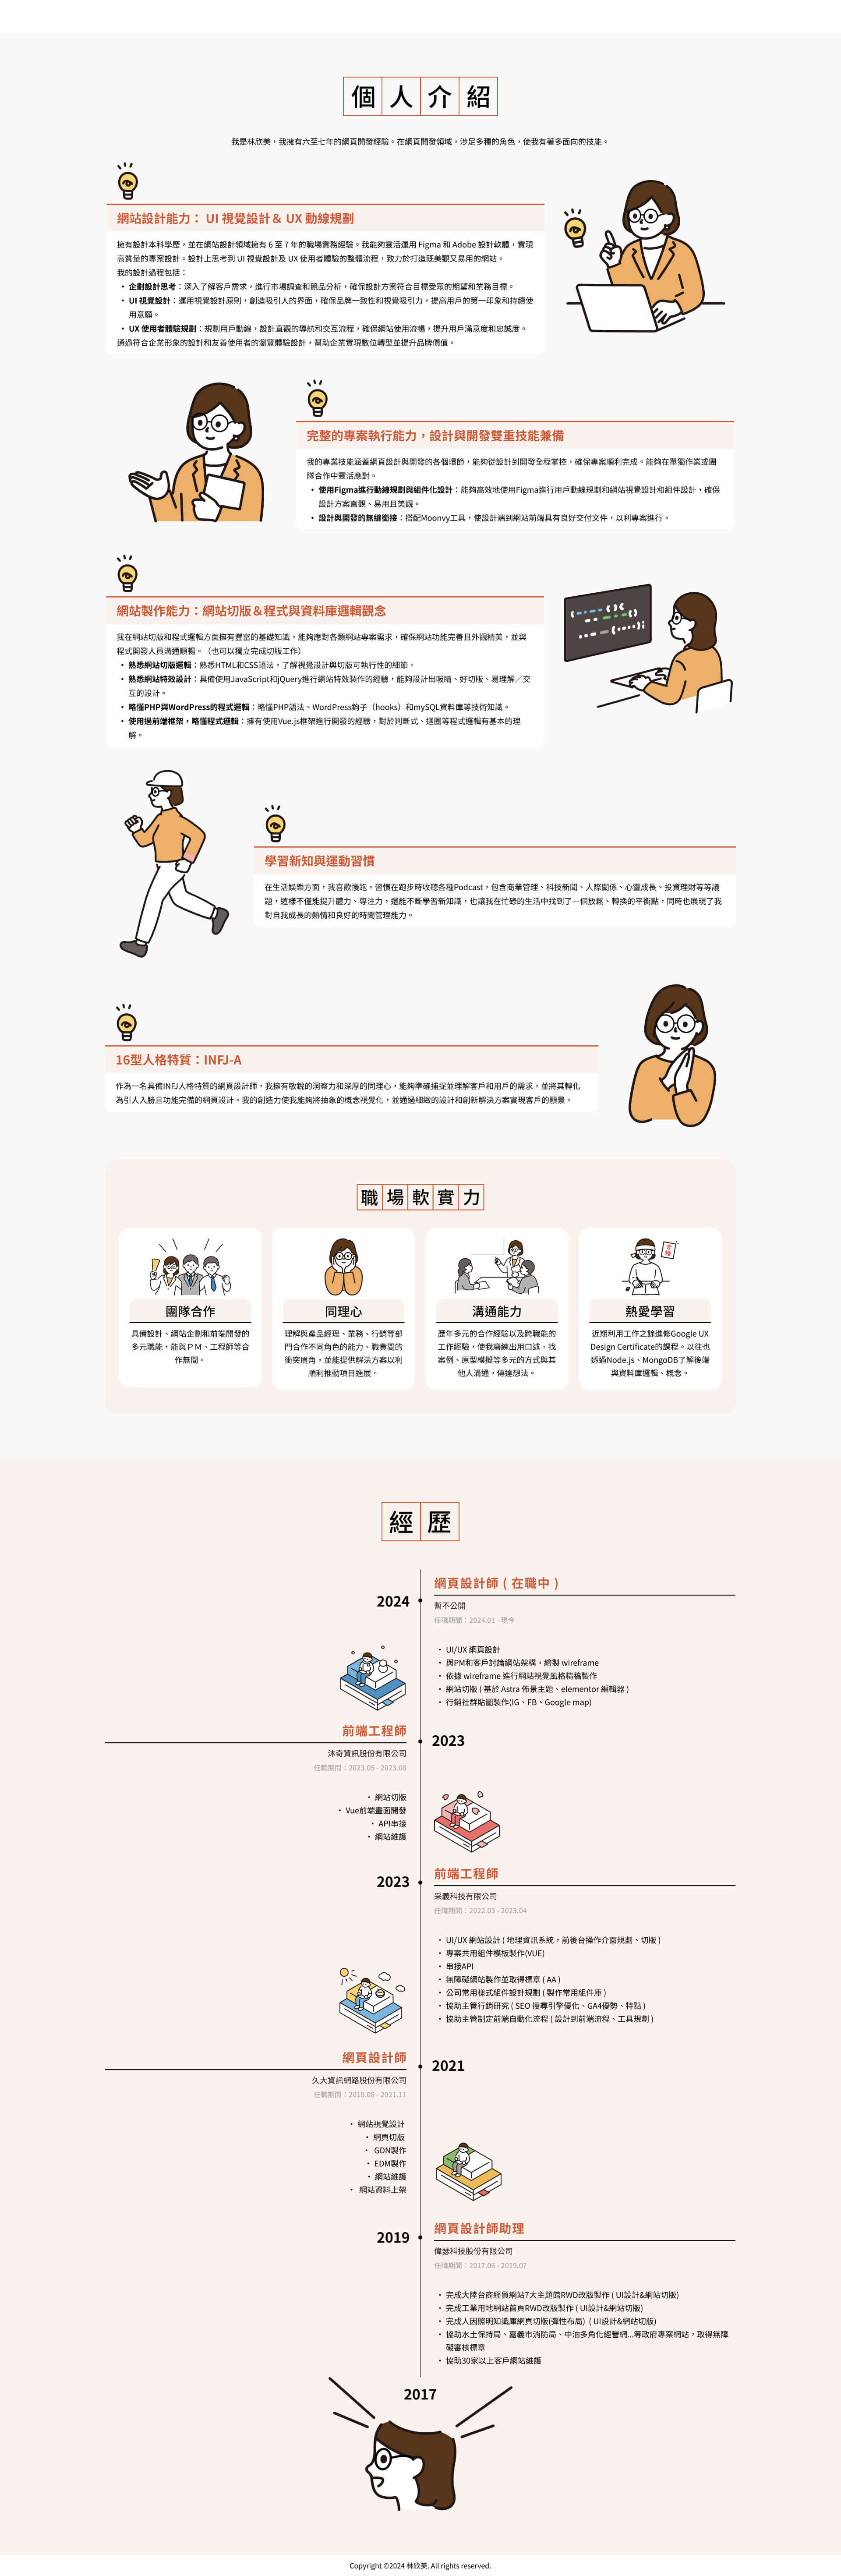 個人介紹
我是林欣美，我擁有六至七年的網頁開發經驗。在網頁開發領域，涉足多種的角色，使我有著多面向的技能。
網站設計能力： UI 視覺設計＆ UX 動線規劃
擁有設計本科學歷，並在網站設計領域擁有 6 至 7 年的職場實務經驗。我能夠靈活運用 Figma 和 Adobe 設計軟體，實現
高質量的專案設計。設計上思考到 UI 視覺設計及 UX 使用者體驗的整體流程，致力於打造既美觀又易用的網站。
我的設計過程包括：
• 企劃設計思考：深入了解客戶需求，進行市場調查和競品分析，確保設計方案符合目標受眾的期望和業務目標。
• UI 視覺設計：運用視覺設計原則，創造吸引人的界面，確保品牌一致性和視覺吸引力，提高用戶的第一印象和持續使
用意願。
• UX 使用者體驗規劃：規劃用戶動線，設計直觀的導航和交互流程，確保網站使用流暢，提升用戶滿意度和忠誠度。
通過符合企業形象的設計和友善使用者的瀏覽體驗設計，幫助企業實現數位轉型並提升品牌價值。
完整的專案執行能力，設計與開發雙重技能兼備
我的專業技能涵蓋網頁設計與開發的各個環節，能夠從設計到開發全程掌控，確保專案順利完成。能夠在單獨作業或團
隊合作中靈活應對。
• 使用Figma進行動線規劃與組件化設計：能夠高效地使用Figma進行用戶動線規劃和網站視覺設計和組件設計，確保
設計方案直觀、易用且美觀。
• 設計與開發的無縫銜接：搭配Moonvy工具，使設計端到網站前端具有良好交付文件，以利專案進行。
網站製作能力：網站切版＆程式與資料庫邏輯觀念
我在網站切版和程式邏輯方面擁有豐富的基礎知識，能夠應對各類網站專案需求，確保網站功能完善且外觀精美，並與
程式開發人員溝通順暢。（也可以獨立完成切版工作）
• 熟悉網站切版邏輯：熟悉HTML和CSS語法，了解視覺設計與切版可執行性的細節。
• 熟悉網站特效設計：具備使用JavaScript和jQuery進行網站特效製作的經驗，能夠設計出吸睛、好切版、易理解／交
互的設計。
• 略懂PHP與WordPress的程式邏輯：略懂PHP語法、WordPress鉤子（hooks）和mySQL資料庫等技術知識。
• 使用過前端框架，略懂程式邏輯：擁有使用Vue.js框架進行開發的經驗，對於判斷式、迴圈等程式邏輯有基本的理
解。
學習新知與運動習慣
在生活娛樂方面，我喜歡慢跑。習慣在跑步時收聽各種Podcast，包含商業管理、科技新聞、人際關係、心靈成長、投資理財等等議
題，這樣不僅能提升體力、專注力，還能不斷學習新知識，也讓我在忙碌的生活中找到了一個放鬆、轉換的平衡點，同時也展現了我
對自我成長的熱情和良好的時間管理能力。
16型人格特質：INFJ-A
作為一名具備INFJ人格特質的網頁設計師，我擁有敏銳的洞察力和深厚的同理心，能夠準確捕捉並理解客戶和用戶的需求，並將其轉化
為引人入勝且功能完備的網頁設計。我的創造力使我能夠將抽象的概念視覺化，並通過細緻的設計和創新解決方案實現客戶的願景。
職場軟實力
團隊合作
具備設計、網站企劃和前端開發的
多元職能，能與ＰＭ、工程師等合
作無間。
同理心
理解與產品經理、業務、行銷等部
門合作不同角色的能力、職責間的
衝突眉角，並能提供解決方案以利
順利推動項目進展。
溝通能力
歷年多元的合作經驗以及跨職能的
工作經驗，使我磨練出用口述、找
案例、原型模擬等多元的方式與其
他人溝通，傳達想法。
熱愛學習
近期利用工作之餘進修Google UX
Design Certificate的課程。以往也
透過Node.js、MongoDB了解後端
與資料庫邏輯、概念。
經歷
2024
網頁設計師 ( 在職中 )
暫不公開
任職期間：2024.01 - 現今
• UI/UX 網頁設計
• 與PM和客戶討論網站架構，繪製 wireframe
• 依據 wireframe 進行網站視覺風格精稿製作
• 網站切版 ( 基於 Astra 佈景主題、elementor 編輯器 )
• 行銷社群貼圖製作(IG、FB、Google map)
前端工程師
2023
沐奇資訊股份有限公司
任職期間：2023.05 - 2023.08
• 網站切版
• Vue前端畫面開發
• API串接
• 網站維護
2023
前端工程師
采義科技有限公司
任職期間：2022.03 - 2023.04
• UI/UX 網站設計 ( 地理資訊系統，前後台操作介面規劃、切版 )
• 專案共用組件模板製作(VUE)
• 串接API
• 無障礙網站製作並取得標章 ( AA )
• 公司常用樣式組件設計規劃 ( 製作常用組件庫 )
• 協助主管行銷研究 ( SEO 搜尋引擎優化、GA4優勢、特點 )
• 協助主管制定前端自動化流程 ( 設計到前端流程、工具規劃 )
網頁設計師
2021
久大資訊網路股份有限公司
任職期間：2019.08 - 2021.11
• 網站視覺設計
• 網頁切版
• GDN製作
• EDM製作
• 網站維護
• 網站資料上架
2019
網頁設計師助理
偉瑟科技股份有限公司
任職期間：2017.06 - 2019.07
• 完成大陸台商經貿網站7大主題館RWD改版製作 ( UI設計&網站切版)
• 完成工業用地網站首頁RWD改版製作 ( UI設計&網站切版)
• 完成人因照明知識庫網頁切版(彈性布局) ( UI設計&網站切版)
• 協助水土保持局、嘉義市消防局、中油多角化經營網...等政府專案網站，取得無障
礙審核標章
• 協助30家以上客戶網站維護
2017
Copyright ©2024 林欣美. All rights reserved.